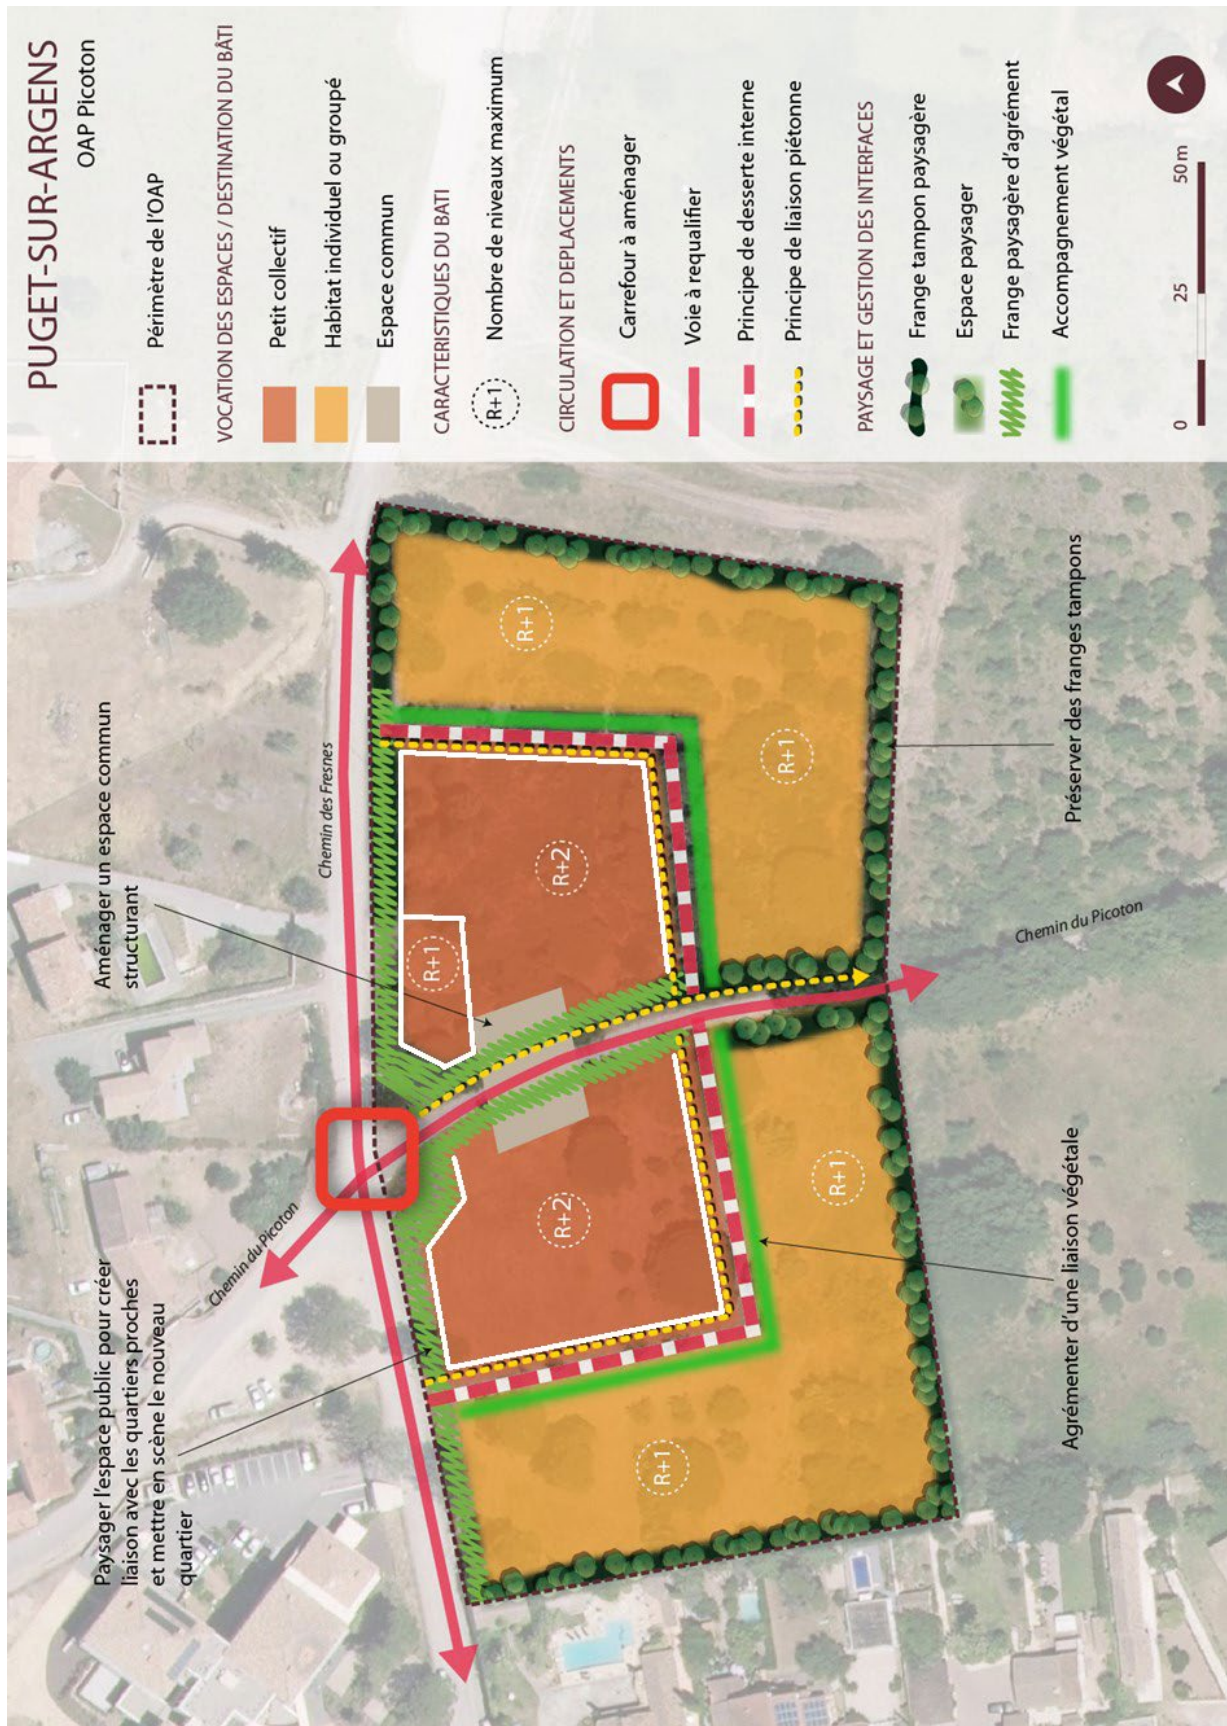 PUGET-SUR-ARGENS
OAP Picoton
Périmètre de l'OAP
VOCATION DES ESPACES / DESTINATION DU BÂTI
Petit collectif
Habitat individuel ou groupé
Espace commun
CARACTERISTIQUES DU BATI
R+1
Nombre de niveaux maximum
CIRCULATION ET DEPLACEMENTS
Carrefour à aménager
Voie à requalifier
Principe de desserte interne
Principe de liaison piétonne
PAYSAGE ET GESTION DES INTERFACES
Frange tampon paysagère
Espace paysager
Frange paysagère d'agrément
Accompagnement végétal
0 25 50 m
Paysager l'espace public pour créer
liaison avec les quartiers proches
et mettre en scène le nouveau
quartier
Aménager un espace commun
structurant
Chemin du Picoton
Chemin des Fresnes
R+1
R+1
R+2
R+2
R+1
R+1
R+1
Chemin du Picoton
Agrémenter d'une liaison végétale
Préserver des franges tampons